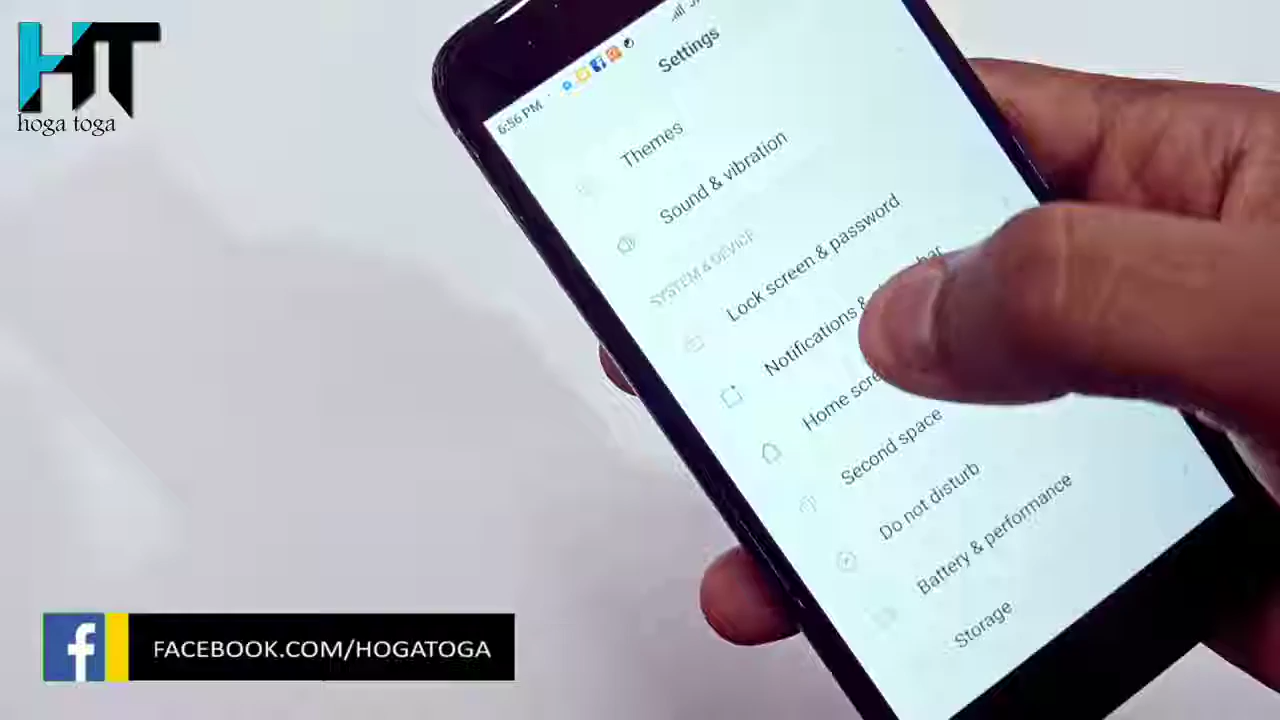 HT
hoga toga
6:56 PM
Settings
Themes
Sound & vibration
SYSTEM & DEVICE
Lock screen & password
Notifications & bar
Home scre
Second space
Do not disturb
Battery & performance
Storage
f FACEBOOK.COM/HOGATOGA